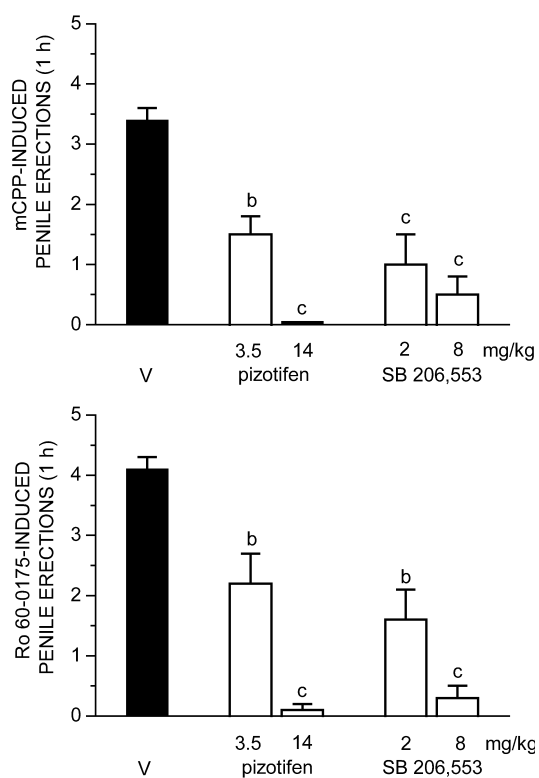 mCPP-INDUCED
PENILE ERECTIONS (1 h)
5
4
3
2
1
0
b
c
c
c
3.5 14 2 8 mg/kg
V pizotifen SB 206,553
Ro 60-0175-INDUCED
PENILE ERECTIONS (1 h)
5
4
3
2
1
0
b
c
b
c
3.5 14 2 8 mg/kg
V pizotifen SB 206,553